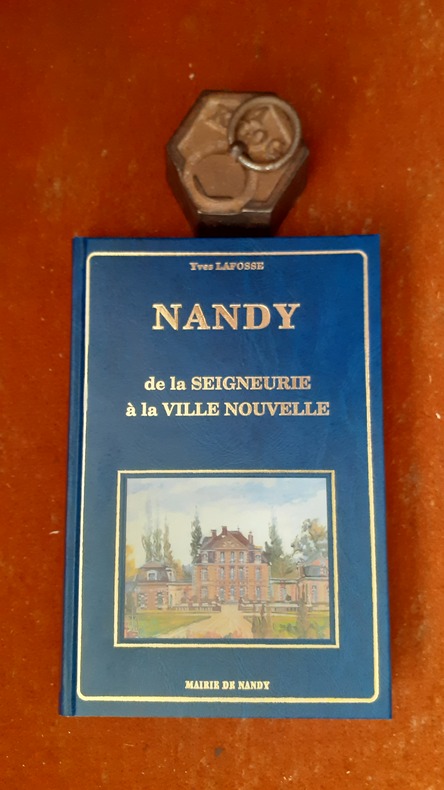 Yves LAFOSSE
NANDY
de la SEIGNEURIE
à la VILLE NOUVELLE
MAIRIE DE NANDY